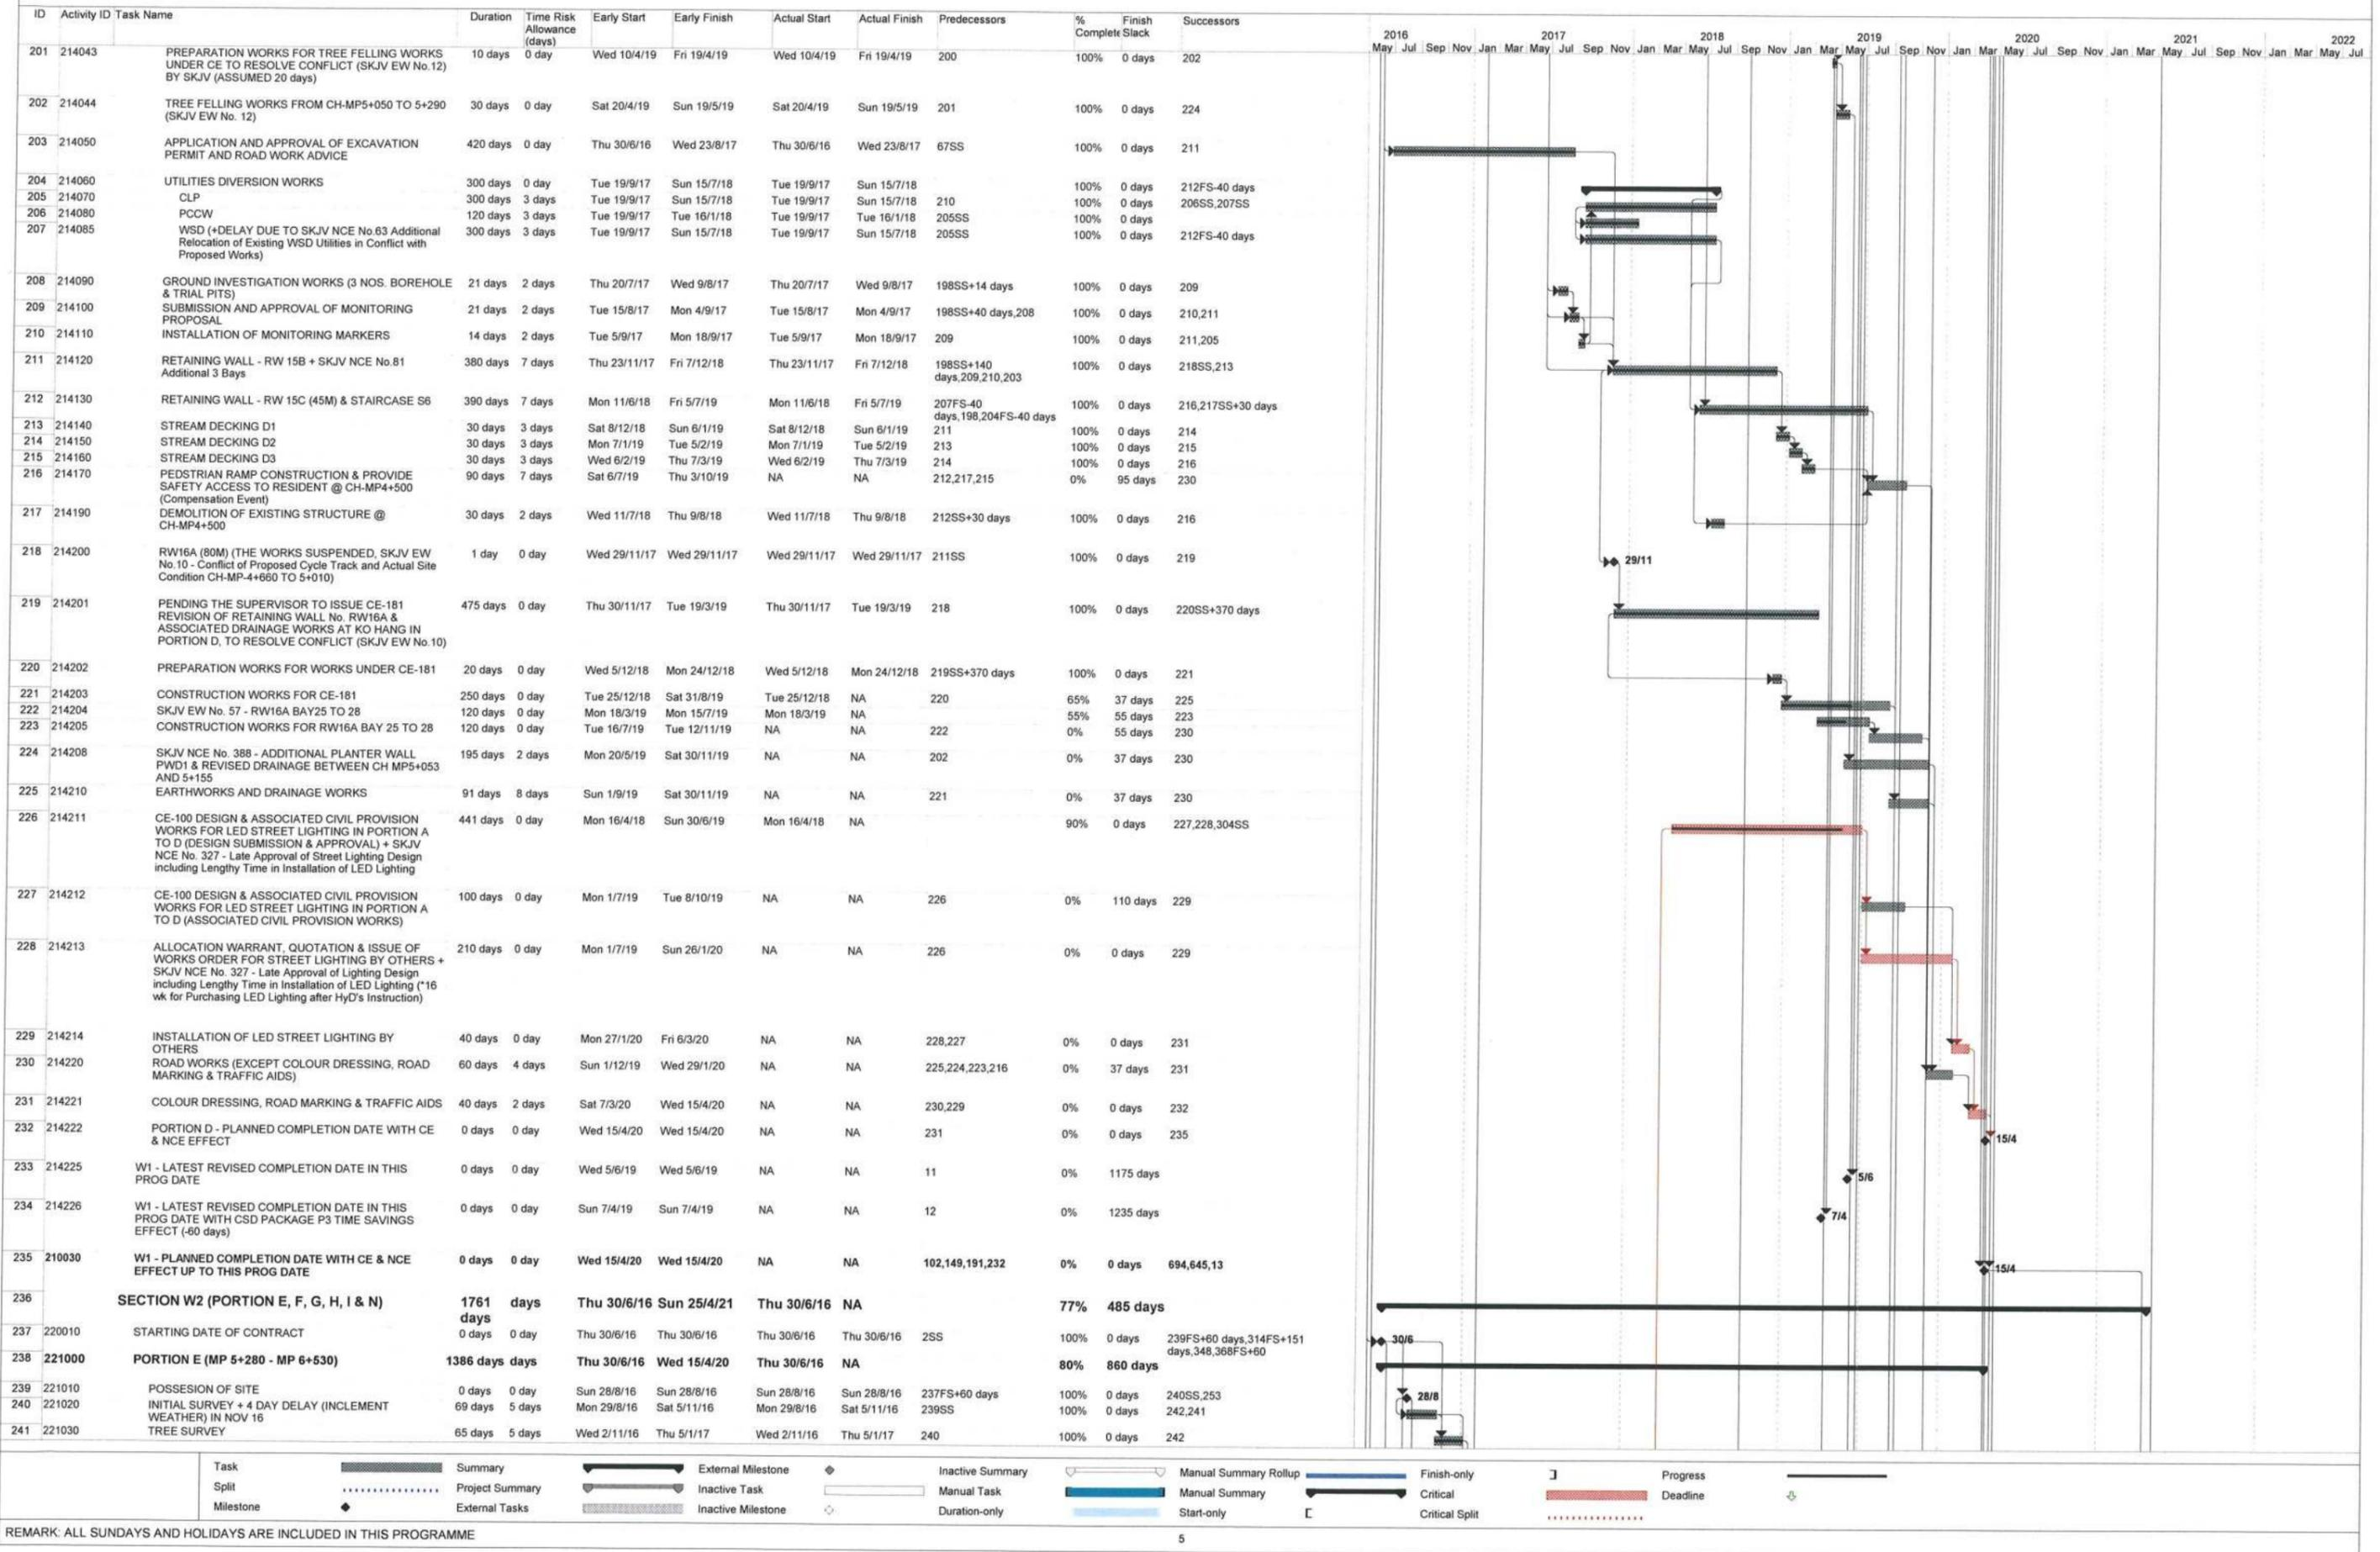 ID Activity ID Task Name Duration Time Risk Allowance (days) Early Start Early Finish Actual Start Actual Finish Predecessors % Complete Finish Slack Successors
2016 2017 2018 2019 2020 2021 2022
May Jul Sep Nov Jan Mar May Jul Sep Nov Jan Mar May Jul Sep Nov Jan Mar May Jul Sep Nov Jan Mar May Jul Sep Nov Jan Mar May Jul Sep Nov Jan Mar May Jul
201 214043 PREPARATION WORKS FOR TREE FELLING WORKS 10 days 0 day Wed 10/4/19 Fri 19/4/19 Wed 10/4/19 Fri 19/4/19 200 100% 0 days 202
UNDER CE TO RESOLVE CONFLICT (SKJV EW No.12)
BY SKJV (ASSUMED 20 days)
202 214044 TREE FELLING WORKS FROM CH-MP5+050 TO 5+290 30 days 0 day Sat 20/4/19 Sun 19/5/19 Sat 20/4/19 Sun 19/5/19 201 100% 0 days 224
(SKJV EW No. 12)
203 214050 APPLICATION AND APPROVAL OF EXCAVATION 420 days 0 day Thu 30/6/16 Wed 23/8/17 Thu 30/6/16 Wed 23/8/17 67SS 100% 0 days 211
PERMIT AND ROAD WORK ADVICE
204 214060 UTILITIES DIVERSION WORKS 300 days 0 day Tue 19/9/17 Sun 15/7/18 Tue 19/9/17 Sun 15/7/18 100% 0 days 212FS-40 days
205 214070 CLP 300 days 3 days Tue 19/9/17 Sun 15/7/18 Tue 19/9/17 Sun 15/7/18 210 100% 0 days 206SS,207SS
206 214080 PCCW 120 days 3 days Tue 19/9/17 Tue 16/1/18 Tue 19/9/17 Tue 16/1/18 205SS 100% 0 days
207 214085 WSD (+DELAY DUE TO SKJV NCE No.63 Additional 300 days 3 days Tue 19/9/17 Sun 15/7/18 Tue 19/9/17 Sun 15/7/18 205SS 100% 0 days 212FS-40 days
Relocation of Existing WSD Utilities in Conflict with
Proposed Works)
208 214090 GROUND INVESTIGATION WORKS (3 NOS. BOREHOLE 21 days 2 days Thu 20/7/17 Wed 9/8/17 Thu 20/7/17 Wed 9/8/17 198SS+14 days 100% 0 days 209
& TRIAL PITS)
209 214100 SUBMISSION AND APPROVAL OF MONITORING 21 days 2 days Tue 15/8/17 Mon 4/9/17 Tue 15/8/17 Mon 4/9/17 198SS+40 days,208 100% 0 days 210,211
PROPOSAL
210 214110 INSTALLATION OF MONITORING MARKERS 14 days 2 days Tue 5/9/17 Mon 18/9/17 Tue 5/9/17 Mon 18/9/17 209 100% 0 days 211,205
211 214120 RETAINING WALL - RW 15B + SKJV NCE No.81 380 days 7 days Thu 23/11/17 Fri 7/12/18 Thu 23/11/17 Fri 7/12/18 198SS+140 100% 0 days 218SS,213
Additional 3 Bays days,209,210,203
212 214130 RETAINING WALL - RW 15C (45M) & STAIRCASE S6 390 days 7 days Mon 11/6/18 Fri 5/7/19 Mon 11/6/18 Fri 5/7/19 207FS-40 100% 0 days 216,217SS+30 days
days,198,204FS-40 days
213 214140 STREAM DECKING D1 30 days 3 days Sat 8/12/18 Sun 6/1/19 Sat 8/12/18 Sun 6/1/19 211 100% 0 days 214
214 214150 STREAM DECKING D2 30 days 3 days Mon 7/1/19 Tue 5/2/19 Mon 7/1/19 Tue 5/2/19 213 100% 0 days 215
215 214160 STREAM DECKING D3 30 days 3 days Wed 6/2/19 Thu 7/3/19 Wed 6/2/19 Thu 7/3/19 214 100% 0 days 216
216 214170 PEDSTRIAN RAMP CONSTRUCTION & PROVIDE 90 days 7 days Sat 6/7/19 Thu 3/10/19 NA NA 212,217,215 0% 95 days 230
SAFETY ACCESS TO RESIDENT @ CH-MP4+500
(Compensation Event)
217 214190 DEMOLITION OF EXISTING STRUCTURE @ 30 days 2 days Wed 11/7/18 Thu 9/8/18 Wed 11/7/18 Thu 9/8/18 212SS+30 days 100% 0 days 216
CH-MP4+500
218 214200 RW16A (80M) (THE WORKS SUSPENDED, SKJV EW 1 day 0 day Wed 29/11/17 Wed 29/11/17 Wed 29/11/17 Wed 29/11/17 211SS 100% 0 days 219 29/11
No.10 - Conflict of Proposed Cycle Track and Actual Site
Condition CH-MP-4+660 TO 5+010)
219 214201 PENDING THE SUPERVISOR TO ISSUE CE-181 475 days 0 day Thu 30/11/17 Tue 19/3/19 Thu 30/11/17 Tue 19/3/19 218 100% 0 days 220SS+370 days
REVISION OF RETAINING WALL No. RW16A &
ASSOCIATED DRAINAGE WORKS AT KO HANG IN
PORTION D, TO RESOLVE CONFLICT (SKJV EW No.10)
220 214202 PREPARATION WORKS FOR WORKS UNDER CE-181 20 days 0 day Wed 5/12/18 Mon 24/12/18 Wed 5/12/18 Mon 24/12/18 219SS+370 days 100% 0 days 221
221 214203 CONSTRUCTION WORKS FOR CE-181 250 days 0 day Tue 25/12/18 Sat 31/8/19 Tue 25/12/18 NA 220 65% 37 days 225
222 214204 SKJV EW No. 57 - RW16A BAY25 TO 28 120 days 0 day Mon 18/3/19 Mon 15/7/19 Mon 18/3/19 NA 55% 55 days 223
223 214205 CONSTRUCTION WORKS FOR RW16A BAY 25 TO 28 120 days 0 day Tue 16/7/19 Tue 12/11/19 NA NA 222 0% 55 days 230
224 214208 SKJV NCE No. 388 - ADDITIONAL PLANTER WALL 195 days 2 days Mon 20/5/19 Sat 30/11/19 NA NA 202 0% 37 days 230
PWD1 & REVISED DRAINAGE BETWEEN CH MP5+053
AND 5+155
225 214210 EARTHWORKS AND DRAINAGE WORKS 91 days 8 days Sun 1/9/19 Sat 30/11/19 NA NA 221 0% 37 days 230
226 214211 CE-100 DESIGN & ASSOCIATED CIVIL PROVISION 441 days 0 day Mon 16/4/18 Sun 30/6/19 Mon 16/4/18 NA 90% 0 days 227,228,304SS
WORKS FOR LED STREET LIGHTING IN PORTION A
TO D (DESIGN SUBMISSION & APPROVAL) + SKJV
NCE No. 327 - Late Approval of Street Lighting Design
including Lengthy Time in Installation of LED Lighting
227 214212 CE-100 DESIGN & ASSOCIATED CIVIL PROVISION 100 days 0 day Mon 1/7/19 Tue 8/10/19 NA NA 226 0% 110 days 229
WORKS FOR LED STREET LIGHTING IN PORTION A
TO D (ASSOCIATED CIVIL PROVISION WORKS)
228 214213 ALLOCATION WARRANT, QUOTATION & ISSUE OF 210 days 0 day Mon 1/7/19 Sun 26/1/20 NA NA 226 0% 0 days 229
WORKS ORDER FOR STREET LIGHTING BY OTHERS +
SKJV NCE No. 327 - Late Approval of Lighting Design
including Lengthy Time in Installation of LED Lighting (*16
wk for Purchasing LED Lighting after HyD's Instruction)
229 214214 INSTALLATION OF LED STREET LIGHTING BY 40 days 0 day Mon 27/1/20 Fri 6/3/20 NA NA 228,227 0% 0 days 231
OTHERS
230 214220 ROAD WORKS (EXCEPT COLOUR DRESSING, ROAD 60 days 4 days Sun 1/12/19 Wed 29/1/20 NA NA 225,224,223,216 0% 37 days 231
MARKING & TRAFFIC AIDS)
231 214221 COLOUR DRESSING, ROAD MARKING & TRAFFIC AIDS 40 days 2 days Sat 7/3/20 Wed 15/4/20 NA NA 230,229 0% 0 days 232
232 214222 PORTION D - PLANNED COMPLETION DATE WITH CE 0 days 0 day Wed 15/4/20 Wed 15/4/20 NA NA 231 0% 0 days 235 15/4
& NCE EFFECT
233 214225 W1 - LATEST REVISED COMPLETION DATE IN THIS 0 days 0 day Wed 5/6/19 Wed 5/6/19 NA NA 11 0% 1175 days 5/6
PROG DATE
234 214226 W1 - LATEST REVISED COMPLETION DATE IN THIS 0 days 0 day Sun 7/4/19 Sun 7/4/19 NA NA 12 0% 1235 days 7/4
PROG DATE WITH CSD PACKAGE P3 TIME SAVINGS
EFFECT (-60 days)
235 210030 W1 - PLANNED COMPLETION DATE WITH CE & NCE 0 days 0 day Wed 15/4/20 Wed 15/4/20 NA NA 102,149,191,232 0% 0 days 694,645,13 15/4
EFFECT UP TO THIS PROG DATE
236 SECTION W2 (PORTION E, F, G, H, I & N) 1761 days days Thu 30/6/16 Sun 25/4/21 Thu 30/6/16 NA 77% 485 days
237 220010 STARTING DATE OF CONTRACT 0 days 0 day Thu 30/6/16 Thu 30/6/16 Thu 30/6/16 Thu 30/6/16 2SS 100% 0 days 239FS+60 days,314FS+151 30/6
days,348,368FS+60
238 221000 PORTION E (MP 5+280 - MP 6+530) 1386 days days Thu 30/6/16 Wed 15/4/20 Thu 30/6/16 NA 80% 860 days
239 221010 POSSESION OF SITE 0 days 0 day Sun 28/8/16 Sun 28/8/16 Sun 28/8/16 Sun 28/8/16 237FS+60 days 100% 0 days 240SS,253 28/8
240 221020 INITIAL SURVEY + 4 DAY DELAY (INCLEMENT 69 days 5 days Mon 29/8/16 Sat 5/11/16 Mon 29/8/16 Sat 5/11/16 239SS 100% 0 days 242,241
WEATHER) IN NOV 16
241 221030 TREE SURVEY 65 days 5 days Wed 2/11/16 Thu 5/1/17 Wed 2/11/16 Thu 5/1/17 240 100% 0 days 242
Task Summary External Milestone Inactive Summary Manual Summary Rollup Finish-only Progress
Split Project Summary Inactive Task Manual Task Manual Summary Critical Deadline
Milestone External Tasks Inactive Milestone Duration-only Start-only Critical Split
REMARK: ALL SUNDAYS AND HOLIDAYS ARE INCLUDED IN THIS PROGRAMME
5